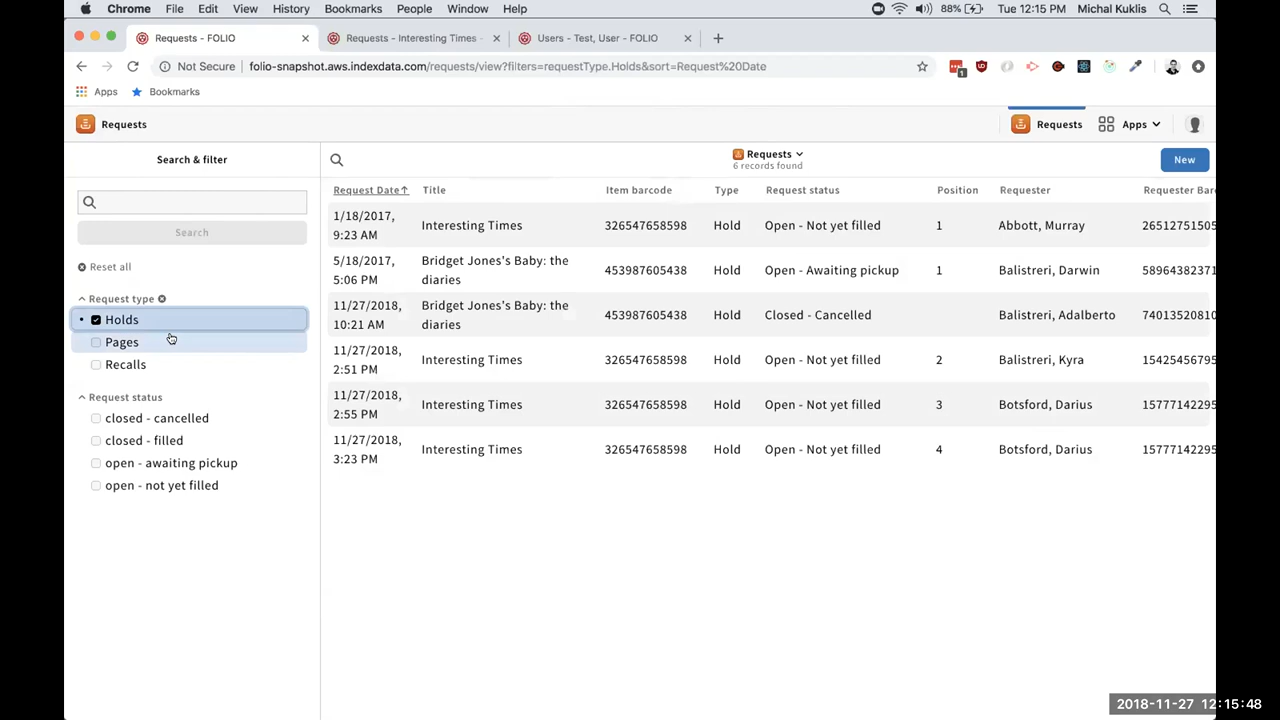 Chrome File Edit View History Bookmarks People Window Help 88% Tue 12:15 PM Michal Kuklis
Requests - FOLIO Requests - Interesting Times - Users - Test, User - FOLIO
Not Secure folio-snapshot.aws.indexdata.com/requests/view?filters=requestType.Holds&sort=Request%20Date
1
Apps Bookmarks
Requests Requests Apps
Search & filter Requests New
6 records found
Request Date↑ Title Item barcode Type Request status Position Requester Requester Barc
Search
Reset all
Request type
Holds
Pages
Recalls
Request status
closed - cancelled
closed - filled
open - awaiting pickup
open - not yet filled
1/18/2017,
9:23 AM Interesting Times 326547658598 Hold Open - Not yet filled 1 Abbott, Murray 26512751505
5/18/2017,
5:06 PM Bridget Jones's Baby: the
diaries 453987605438 Hold Open - Awaiting pickup 1 Balistreri, Darwin 58964382371
11/27/2018,
10:21 AM Bridget Jones's Baby: the
diaries 453987605438 Hold Closed - Cancelled Balistreri, Adalberto 74013520810
11/27/2018,
2:51 PM Interesting Times 326547658598 Hold Open - Not yet filled 2 Balistreri, Kyra 15425456795
11/27/2018,
2:55 PM Interesting Times 326547658598 Hold Open - Not yet filled 3 Botsford, Darius 15777142295
11/27/2018,
3:23 PM Interesting Times 326547658598 Hold Open - Not yet filled 4 Botsford, Darius 15777142295
2018-11-27 12:15:48